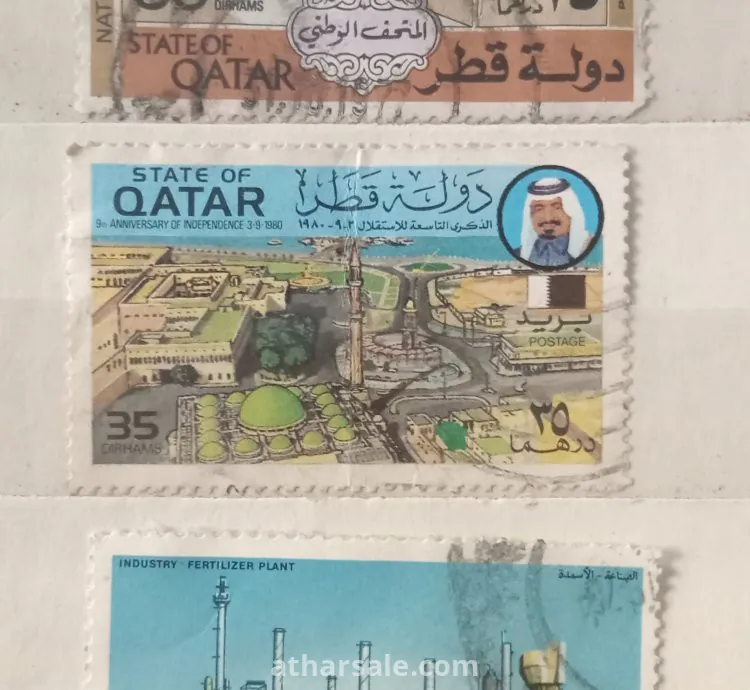 DIRHAMS
المتحف الوطني
STATE OF
QATAR
دولة قطر
STATE OF
QATAR
9th ANNIVERSARY OF INDEPENDENCE 3·9·1980
دولة قطر
الذكرى التاسعة للاستقلال ٣-٩-١٩٨٠
بريد
POSTAGE
35
DIRHAMS
٣٥
درهما
INDUSTRY - FERTILIZER PLANT
الصناعة - الأسمدة
atharsale.com